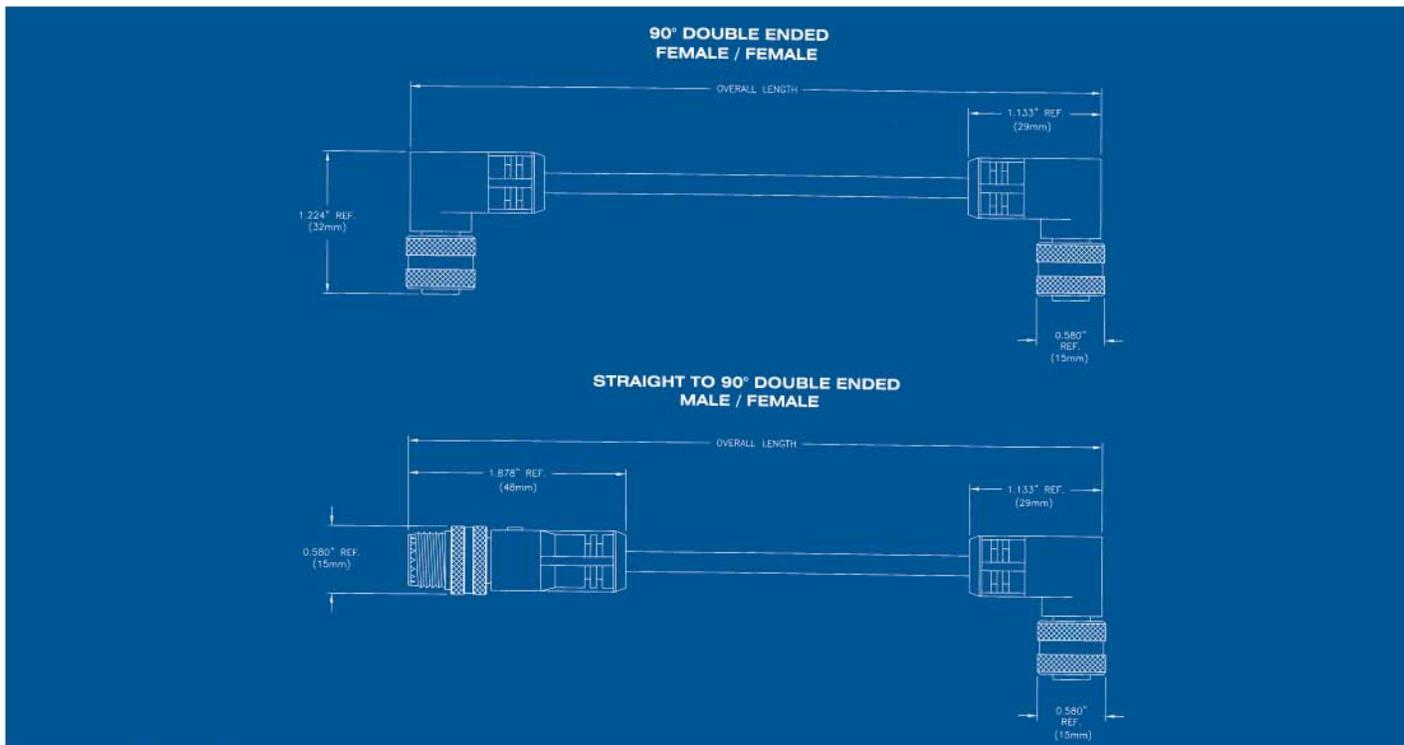 90° DOUBLE ENDED
FEMALE / FEMALE
OVERALL LENGTH
1.133" REF.
(29mm)
1.224" REF.
(32mm)
0.580"
REF.
(15mm)
STRAIGHT TO 90° DOUBLE ENDED
MALE / FEMALE
OVERALL LENGTH
1.878" REF.
(48mm)
1.133" REF.
(29mm)
0.580" REF.
(15mm)
0.580"
REF.
(15mm)